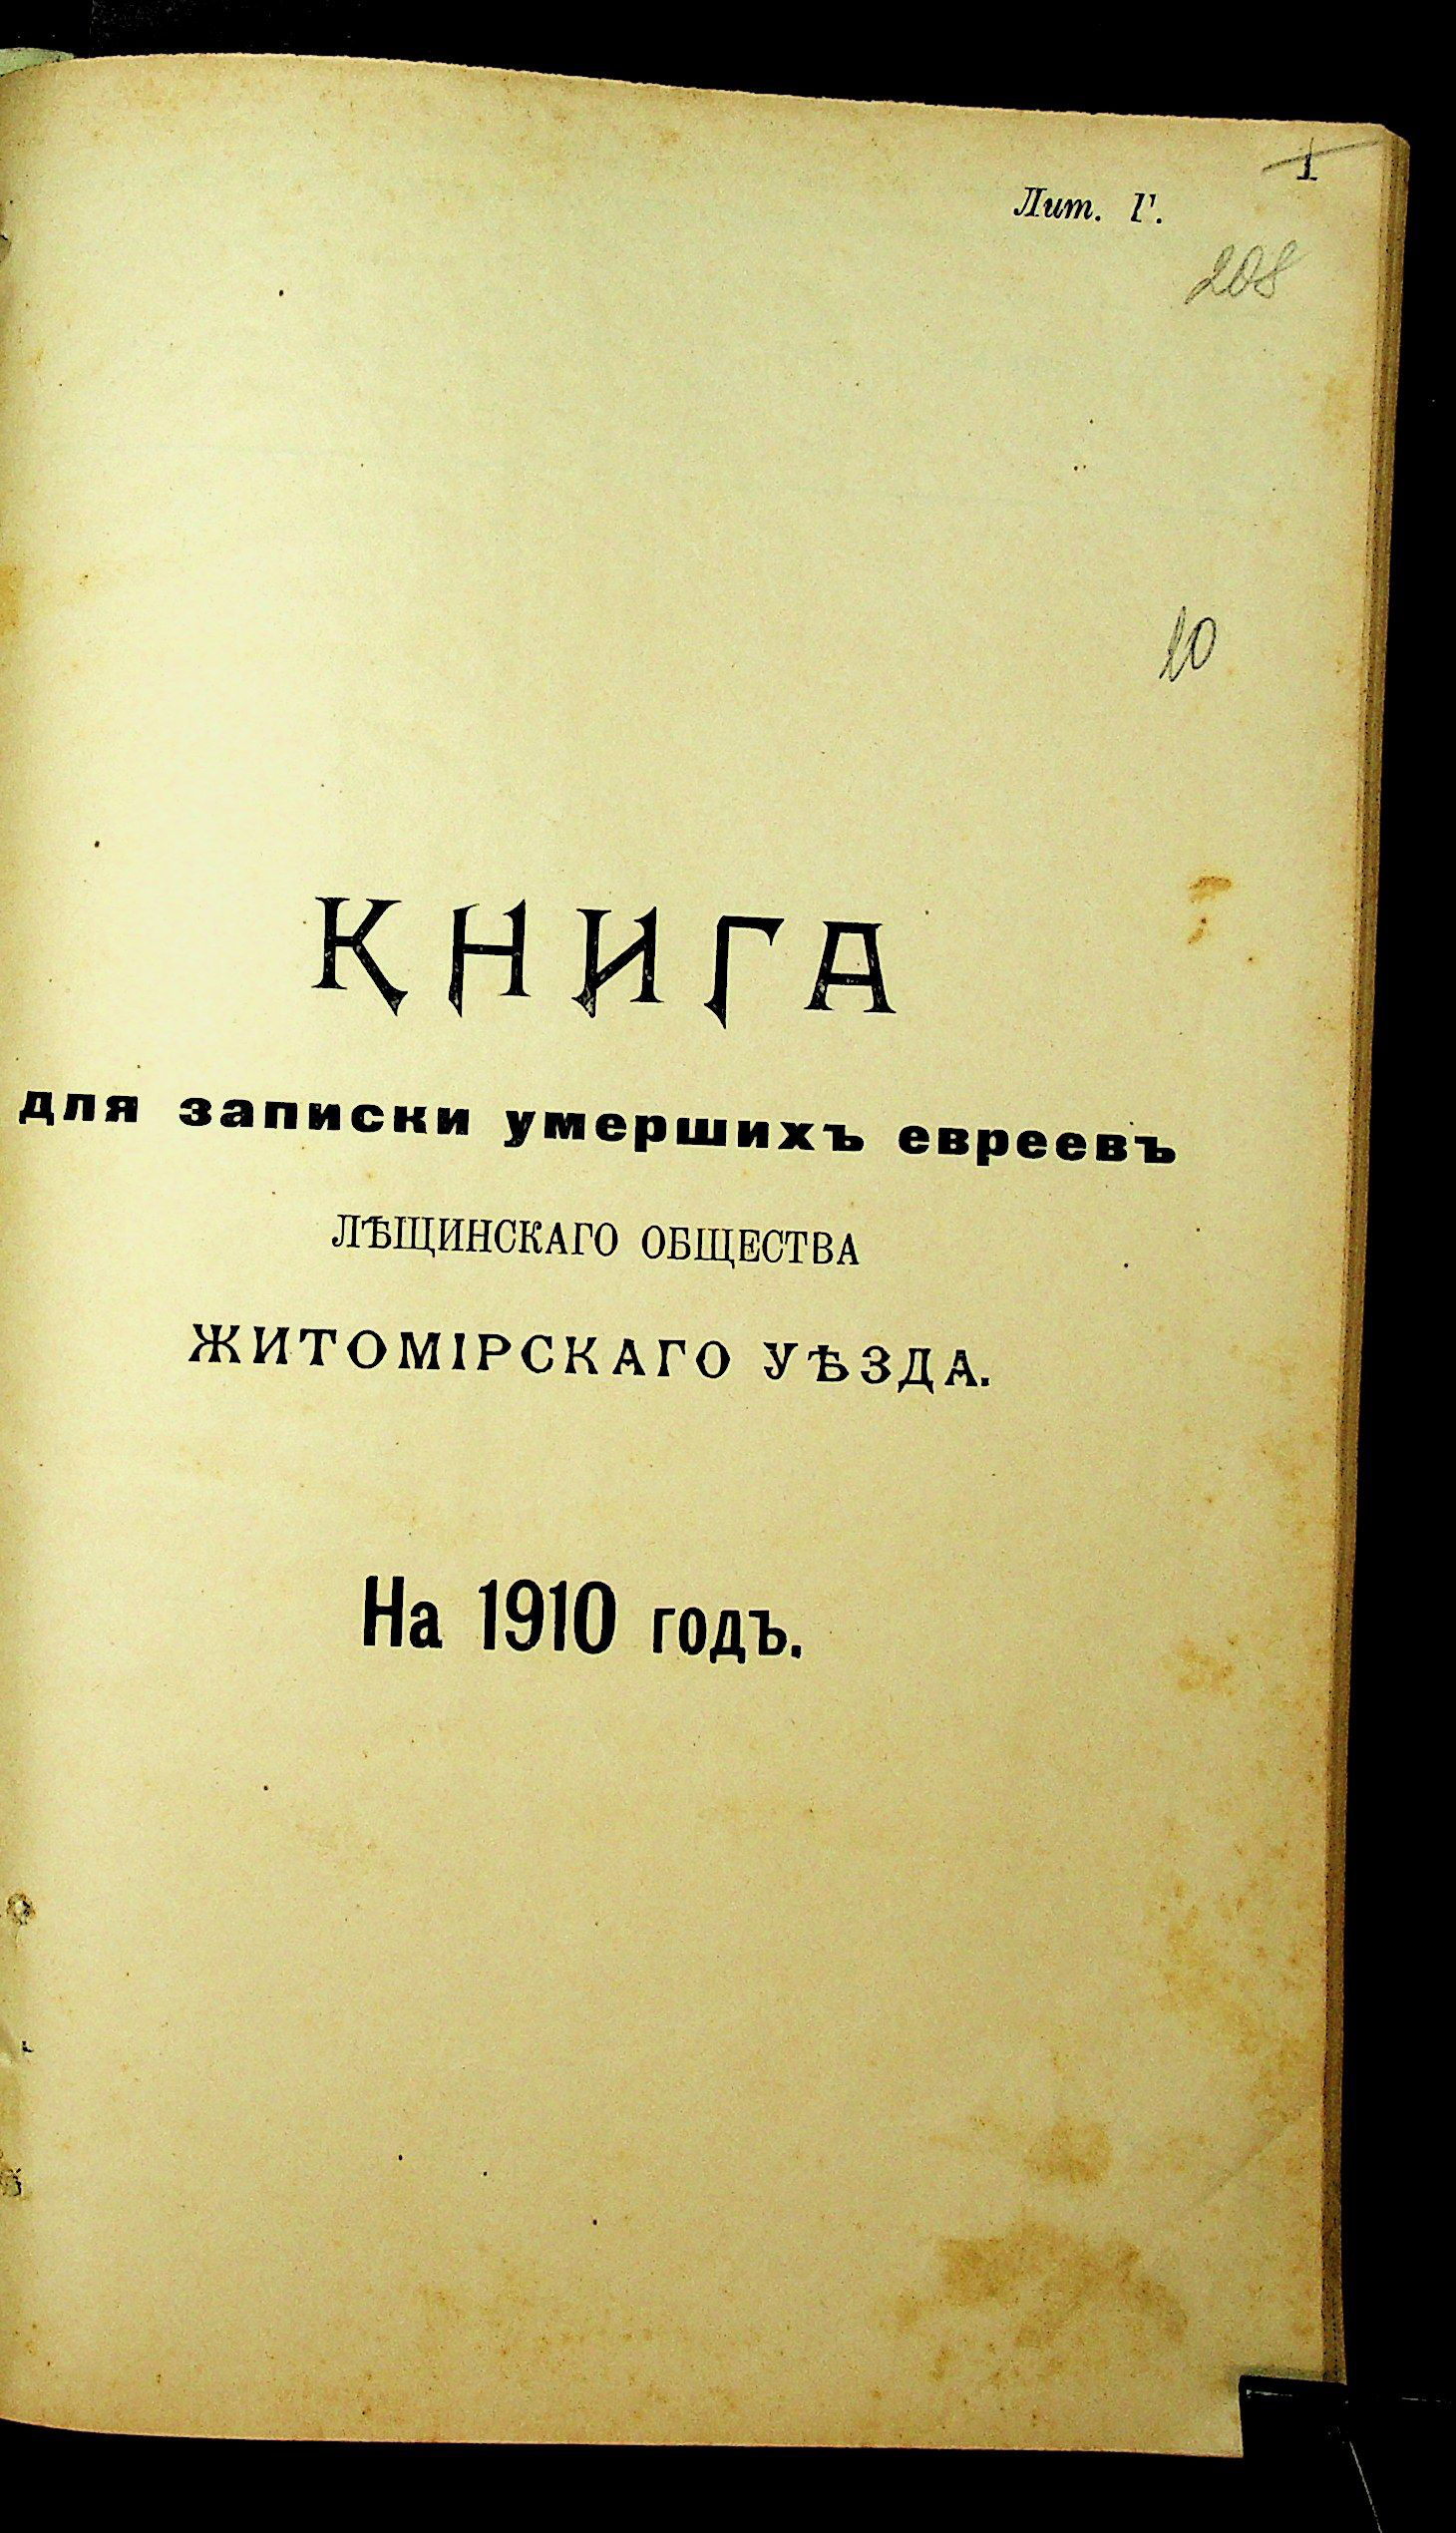 1
Лит. Г.
208
10
КНИГА
для записки умершихъ евреевъ
ЛѢЩИНСКАГО ОБЩЕСТВА
ЖИТОМІРСКАГО УѢЗДА.
На 1910 годъ.